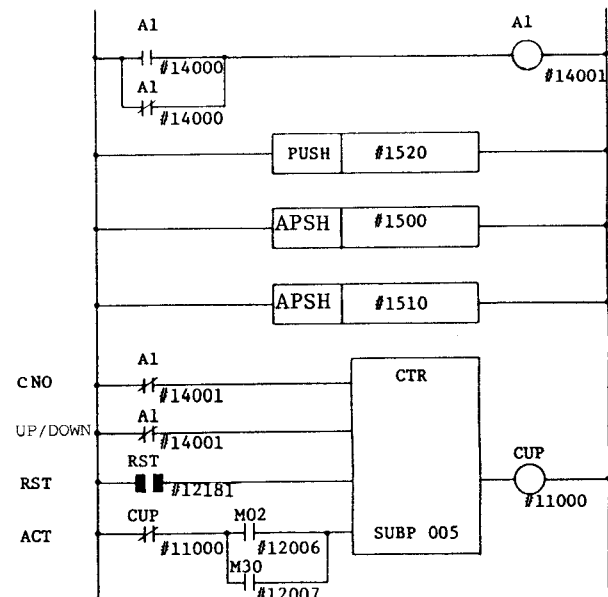 A1
A1
#14000
#14001
A1
#14000
PUSH #1520
APSH #1500
APSH #1510
A1
CTR
CNO
#14001
A1
UP/DOWN
#14001
RST
RST
#12181
CUP
CUP
M02
#11000
ACT
#11000
#12006
SUBP 005
M30
#12007